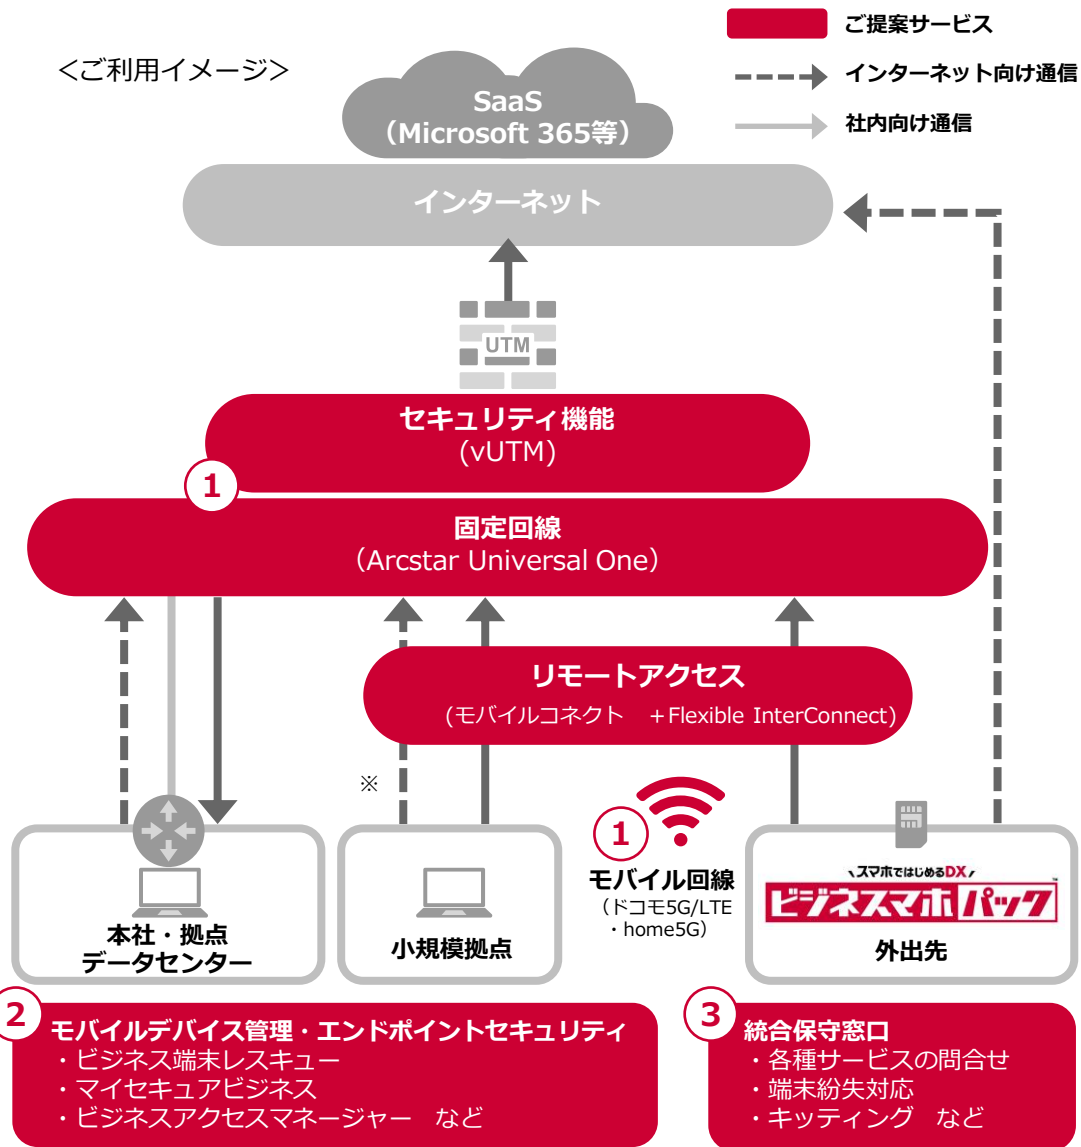 <ご利用イメージ>
ご提案サービス
インターネット向け通信
社内向け通信
SaaS
（Microsoft 365等）
インターネット
UTM
セキュリティ機能
(vUTM)
1
固定回線
（Arcstar Universal One）
リモートアクセス
(モバイルコネクト　＋Flexible InterConnect)
※
1
モバイル回線
（ドコモ5G/LTE
・home5G）
本社・拠点
データセンター
小規模拠点
スマホではじめるDX
ビジネススマホパック™
外出先
2
モバイルデバイス管理・エンドポイントセキュリティ
・ビジネス端末レスキュー
・マイセキュアビジネス
・ビジネスアクセスマネージャー　など
3
統合保守窓口
・各種サービスの問合せ
・端末紛失対応
・キッティング　など